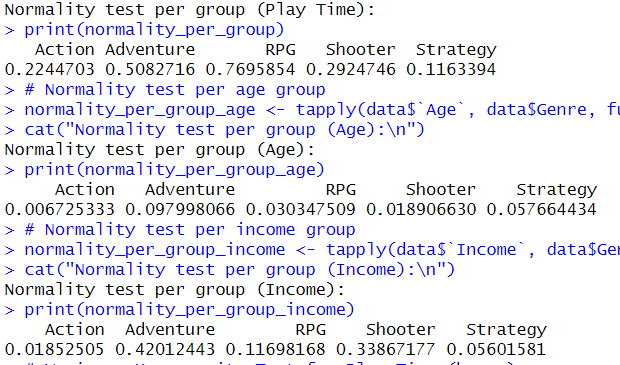 Normality test per group (Play Time):
> print(normality_per_group)
   Action Adventure       RPG   Shooter  Strategy
0.2244703 0.5082716 0.7695854 0.2924746 0.1163394
> # Normality test per age group
> normality_per_group_age <- tapply(data$`Age`, data$Genre, fu
> cat("Normality test per group (Age):\n")
Normality test per group (Age):
> print(normality_per_group_age)
     Action   Adventure         RPG     Shooter    Strategy
0.006725333 0.097998066 0.030347509 0.018906630 0.057664434
> # Normality test per income group
> normality_per_group_income <- tapply(data$`Income`, data$Gen
> cat("Normality test per group (Income):\n")
Normality test per group (Income):
> print(normality_per_group_income)
    Action  Adventure        RPG    Shooter   Strategy
0.01852505 0.42012443 0.11698168 0.33867177 0.05601581